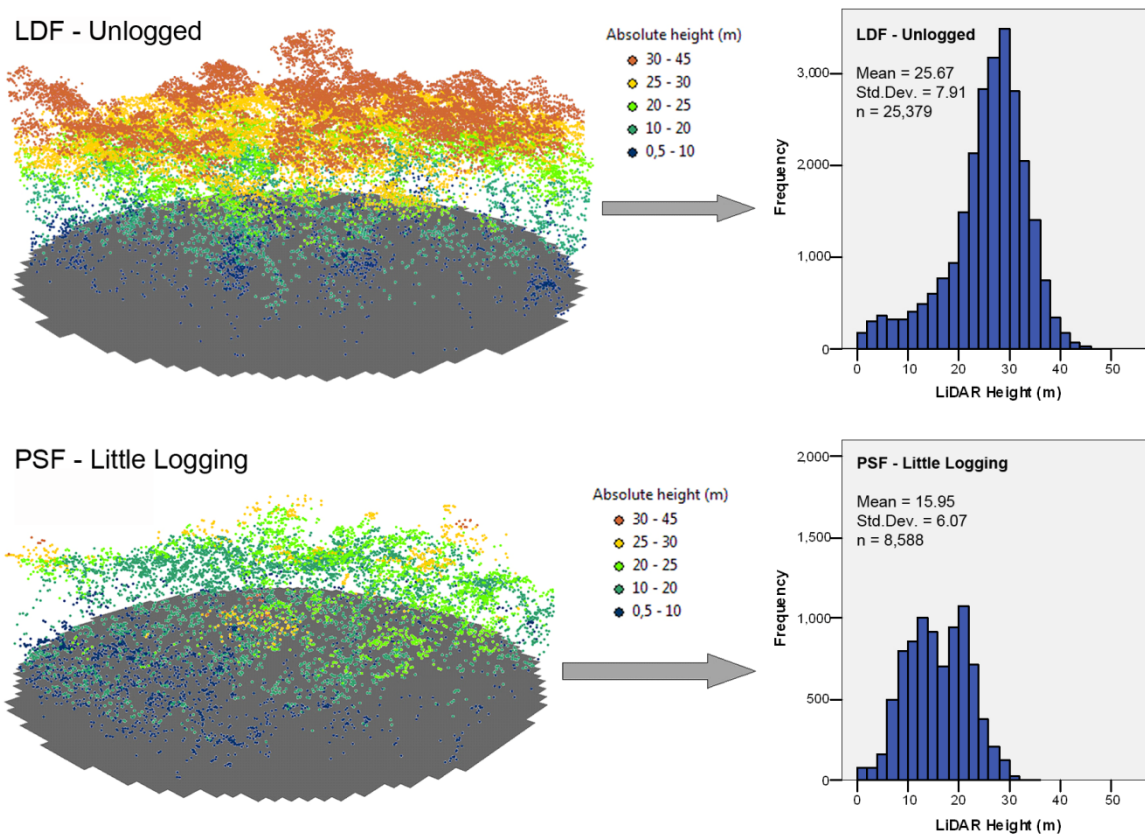 LDF - Unlogged
Absolute height (m)
30 - 45
25 - 30
20 - 25
10 - 20
0,5 - 10
LDF - Unlogged
Mean = 25.67
Std.Dev. = 7.91
n = 25,379
Frequency
3,000
2,000
1,000
0
0 10 20 30 40 50
LiDAR Height (m)
PSF - Little Logging
Absolute height (m)
30 - 45
25 - 30
20 - 25
10 - 20
0,5 - 10
PSF - Little Logging
Mean = 15.95
Std.Dev. = 6.07
n = 8,588
Frequency
2,000
1,500
1,000
500
0
0 10 20 30 40 50
LiDAR Height (m)